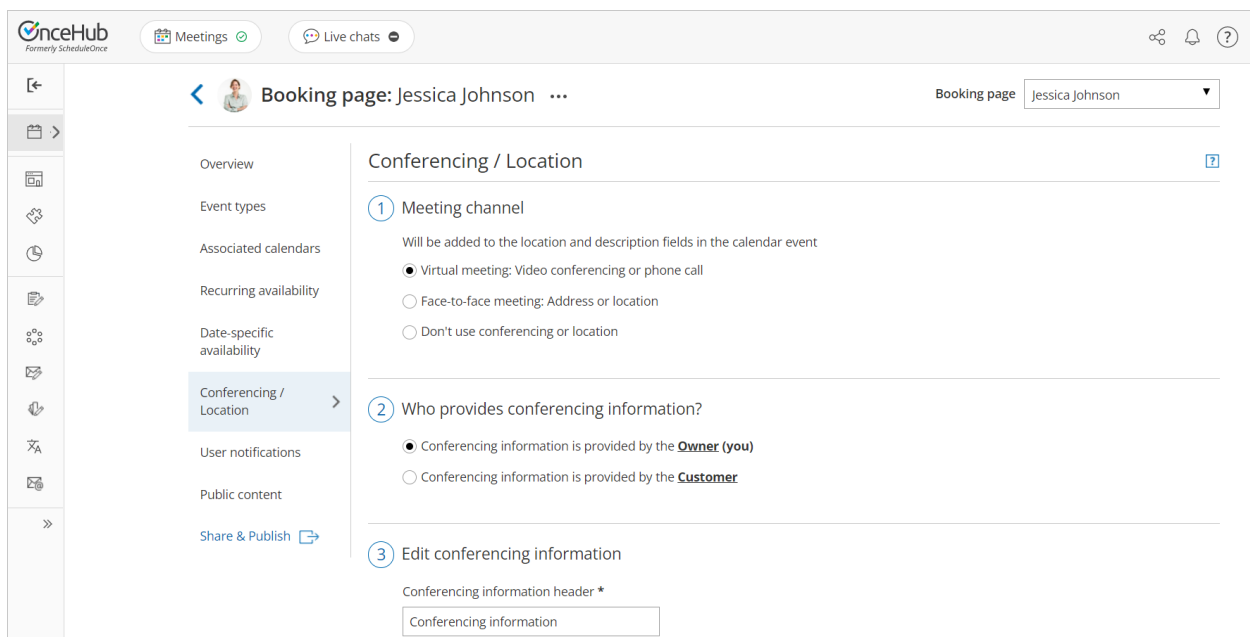 OnceHub
Formerly ScheduleOnce
Meetings
Live chats
?
Booking page: Jessica Johnson
Booking page
Jessica Johnson
Overview
Event types
Associated calendars
Recurring availability
Date-specific
availability
Conferencing /
Location
User notifications
Public content
Share & Publish
Conferencing / Location
?
1 Meeting channel
Will be added to the location and description fields in the calendar event
Virtual meeting: Video conferencing or phone call
Face-to-face meeting: Address or location
Don't use conferencing or location
2 Who provides conferencing information?
Conferencing information is provided by the Owner (you)
Conferencing information is provided by the Customer
3 Edit conferencing information
Conferencing information header *
Conferencing information